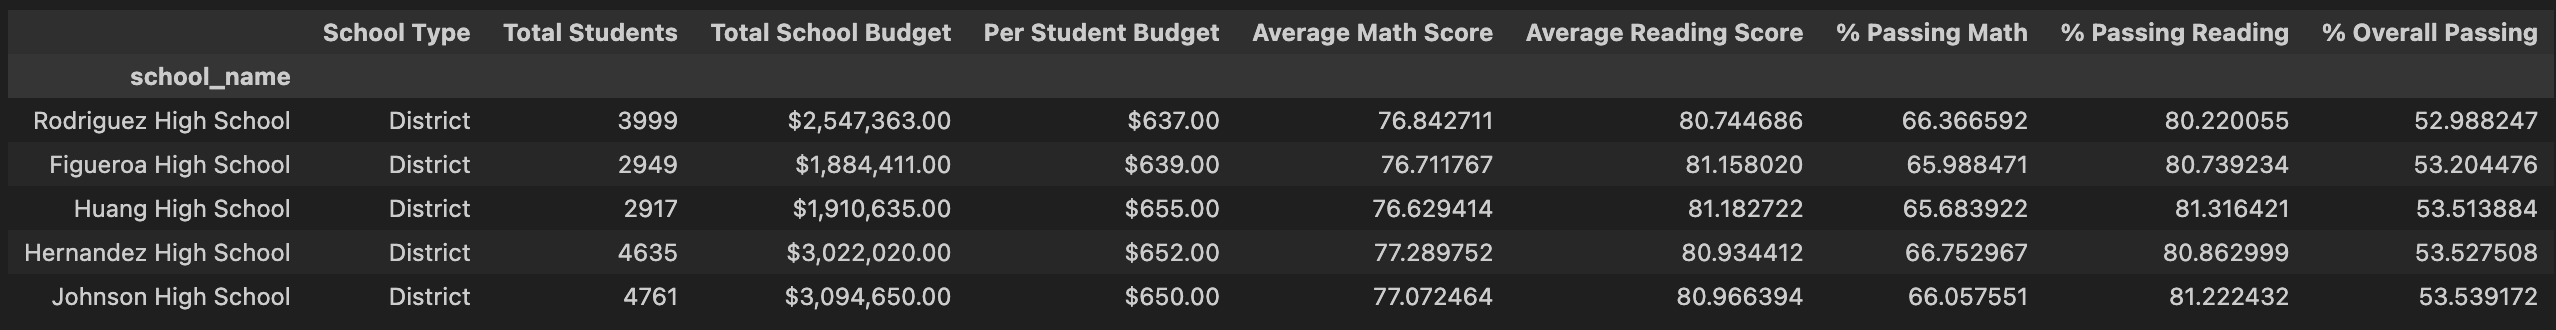 School Type Total Students Total School Budget Per Student Budget Average Math Score Average Reading Score % Passing Math % Passing Reading % Overall Passing
school_name
Rodriguez High School District 3999 $2,547,363.00 $637.00 76.842711 80.744686 66.366592 80.220055 52.988247
Figueroa High School District 2949 $1,884,411.00 $639.00 76.711767 81.158020 65.988471 80.739234 53.204476
Huang High School District 2917 $1,910,635.00 $655.00 76.629414 81.182722 65.683922 81.316421 53.513884
Hernandez High School District 4635 $3,022,020.00 $652.00 77.289752 80.934412 66.752967 80.862999 53.527508
Johnson High School District 4761 $3,094,650.00 $650.00 77.072464 80.966394 66.057551 81.222432 53.539172